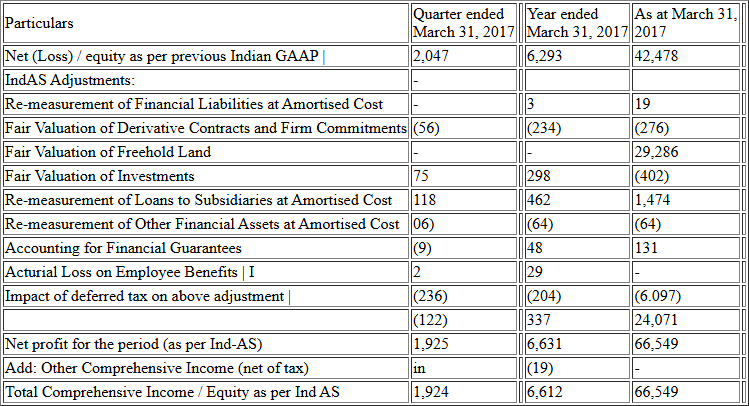 Particulars Quarter ended March 31, 2017 Year ended March 31, 2017 As at March 31, 2017
Net (Loss) / equity as per previous Indian GAAP | 2,047 6,293 42,478
IndAS Adjustments: -
Re-measurement of Financial Liabilities at Amortised Cost - 3 19
Fair Valuation of Derivative Contracts and Firm Commitments (56) (234) (276)
Fair Valuation of Freehold Land - - 29,286
Fair Valuation of Investments 75 298 (402)
Re-measurement of Loans to Subsidiaries at Amortised Cost 118 462 1,474
Re-measurement of Other Financial Assets at Amortised Cost 06) (64) (64)
Accounting for Financial Guarantees (9) 48 131
Acturial Loss on Employee Benefits | I 2 29 -
Impact of deferred tax on above adjustment | (236) (204) (6.097)
(122) 337 24,071
Net profit for the period (as per Ind-AS) 1,925 6,631 66,549
Add: Other Comprehensive Income (net of tax) in (19) -
Total Comprehensive Income / Equity as per Ind AS 1,924 6,612 66,549